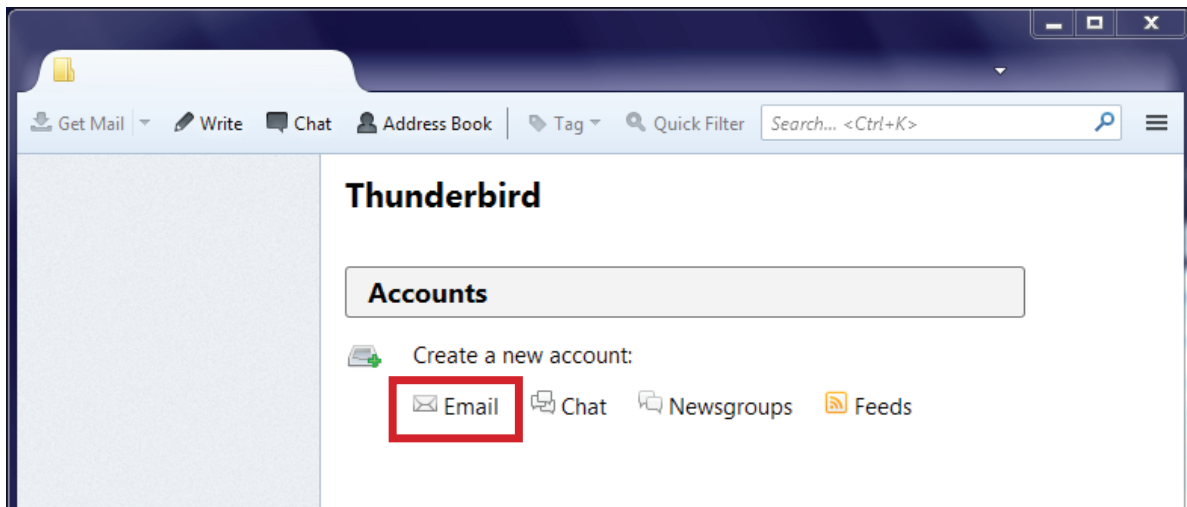 Get Mail Write Chat Address Book Tag Quick Filter Search... <Ctrl+K>
Thunderbird
Accounts
Create a new account:
Email Chat Newsgroups Feeds